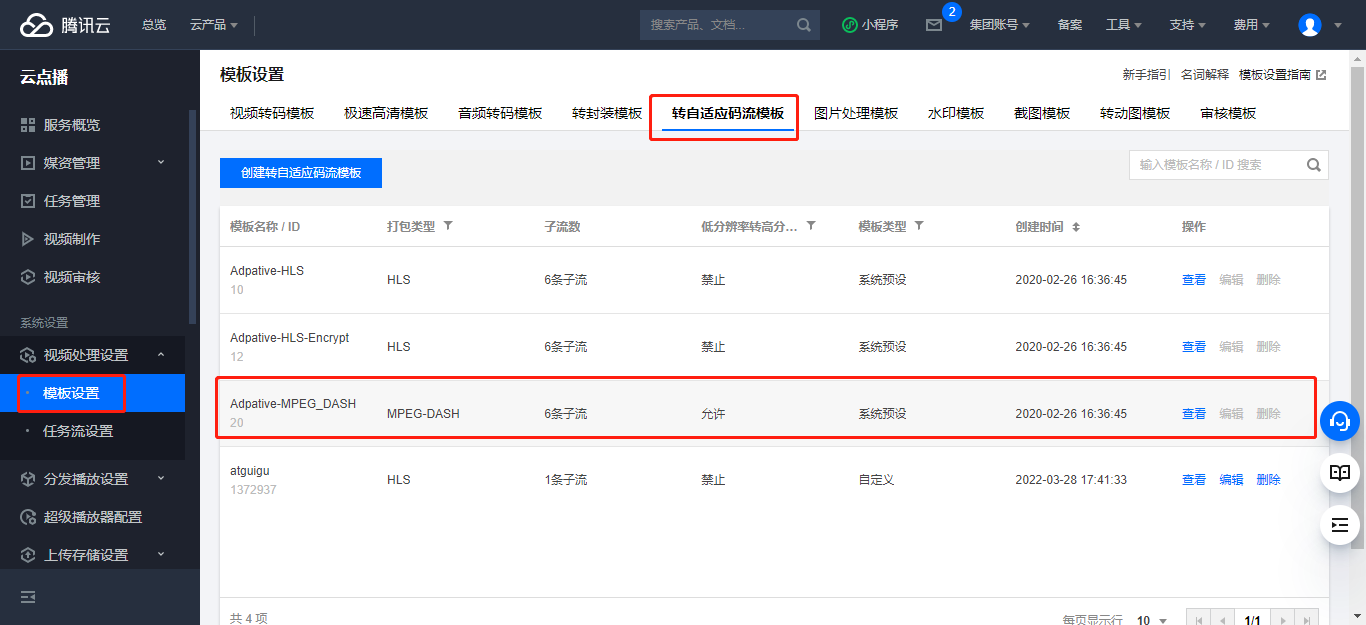 腾讯云 总览 云产品 搜索产品、文档... 小程序 2 集团账号 备案 工具 支持 费用
云点播
服务概览
媒资管理
任务管理
视频制作
视频审核
系统设置
视频处理设置
模板设置
任务流设置
分发播放设置
超级播放器配置
上传存储设置
模板设置 新手指引 名词解释 模板设置指南
视频转码模板 极速高清模板 音频转码模板 转封装模板 转自适应码流模板 图片处理模板 水印模板 截图模板 转动图模板 审核模板
创建转自适应码流模板 输入模板名称 / ID 搜索
模板名称 / ID 打包类型 子流数 低分辨率转高分... 模板类型 创建时间 操作
Adpative-HLS
10 HLS 6条子流 禁止 系统预设 2020-02-26 16:36:45 查看 编辑 删除
Adpative-HLS-Encrypt
12 HLS 6条子流 禁止 系统预设 2020-02-26 16:36:45 查看 编辑 删除
Adpative-MPEG_DASH
20 MPEG-DASH 6条子流 允许 系统预设 2020-02-26 16:36:45 查看 编辑 删除
atguigu
1372937 HLS 1条子流 禁止 自定义 2022-03-28 17:41:33 查看 编辑 删除
共 4 项 每页显示行 10 1/1